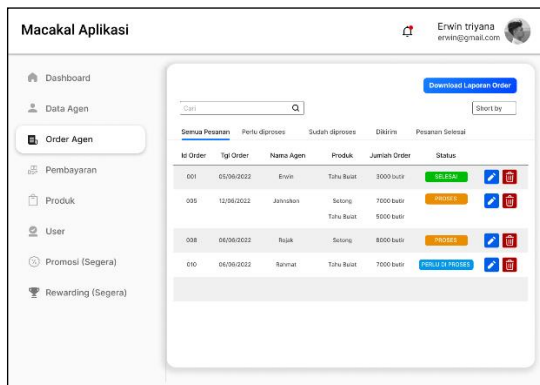 Macakal Aplikasi
Erwin triyana
erwin@gmail.com
Dashboard
Data Agen
Order Agen
Pembayaran
Produk
User
Promosi (Segera)
Rewarding (Segera)
Download Laporan Order
Cari
Short by
Semua Pesanan Perlu diproses Sudah diproses Dikirim Pesanan Selesai
Id Order Tgl Order Nama Agen Produk Jumlah Order Status
001 05/06/2022 Erwin Tahu Bulat 3000 butir SELESAI
005 12/06/2022 Johnshon Sotong 7000 butir PROSES
Tahu Bulat 5000 butir
008 08/06/2022 Rojak Sotong 8000 butir PROSES
010 06/06/2022 Rahmat Tahu Bulat 7000 butir PERLU DI PROSES